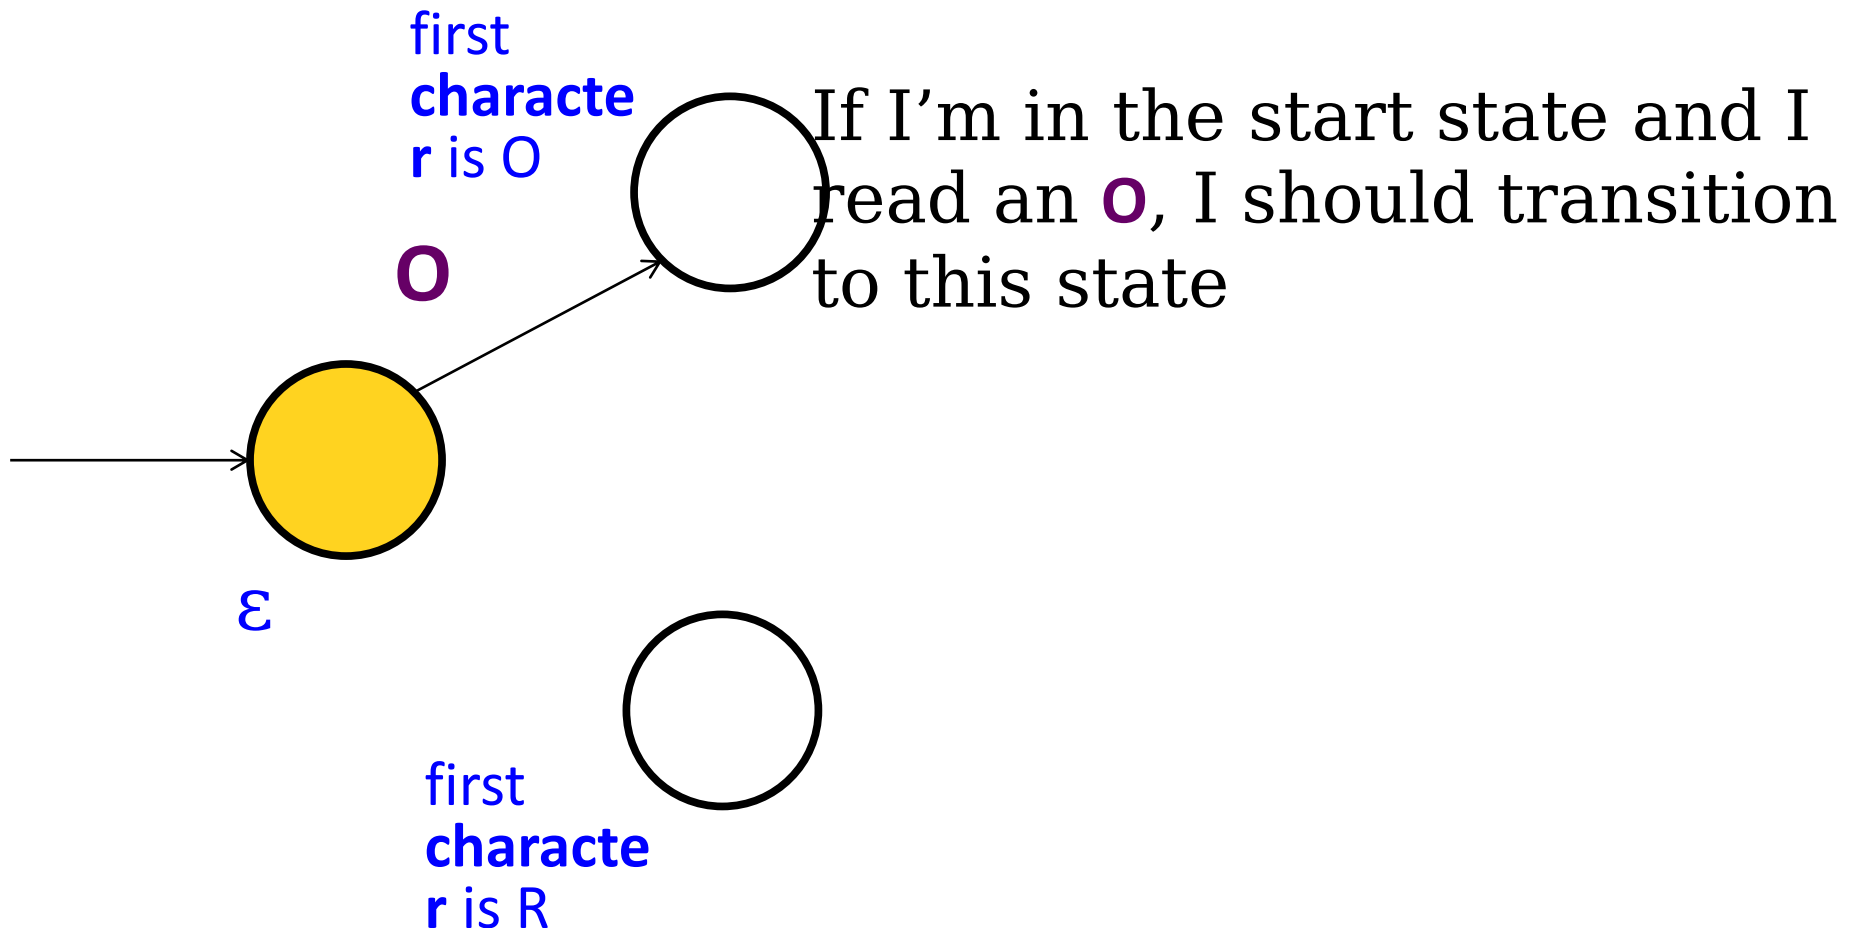 first
characte
r is O
If I’m in the start state and I
read an O, I should transition
to this state
O
ε
first
characte
r is R